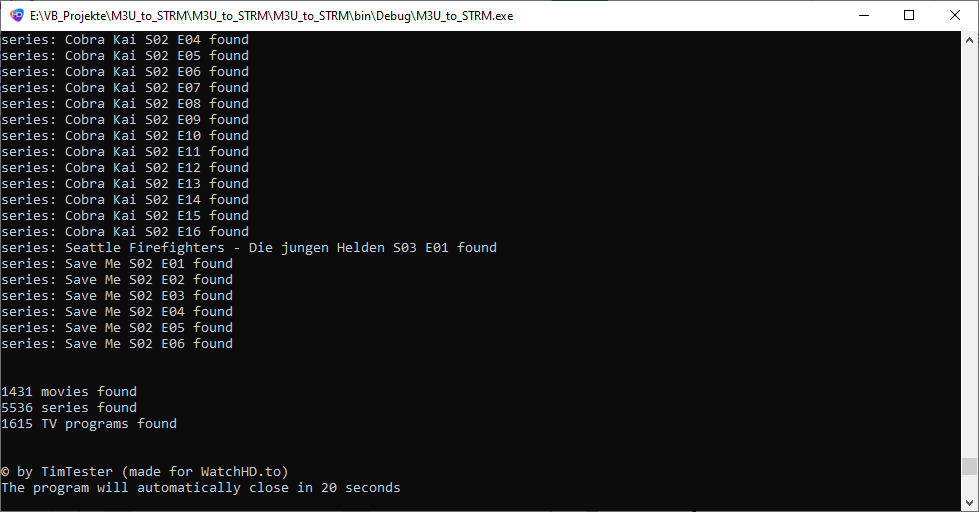 E:\VB_Projekte\M3U_to_STRM\M3U_to_STRM\M3U_to_STRM\bin\Debug\M3U_to_STRM.exe
series: Cobra Kai S02 E04 found
series: Cobra Kai S02 E05 found
series: Cobra Kai S02 E06 found
series: Cobra Kai S02 E07 found
series: Cobra Kai S02 E08 found
series: Cobra Kai S02 E09 found
series: Cobra Kai S02 E10 found
series: Cobra Kai S02 E11 found
series: Cobra Kai S02 E12 found
series: Cobra Kai S02 E13 found
series: Cobra Kai S02 E14 found
series: Cobra Kai S02 E15 found
series: Cobra Kai S02 E16 found
series: Seattle Firefighters - Die jungen Helden S03 E01 found
series: Save Me S02 E01 found
series: Save Me S02 E02 found
series: Save Me S02 E03 found
series: Save Me S02 E04 found
series: Save Me S02 E05 found
series: Save Me S02 E06 found
1431 movies found
5536 series found
1615 TV programs found
© by TimTester (made for WatchHD.to)
The program will automatically close in 20 seconds